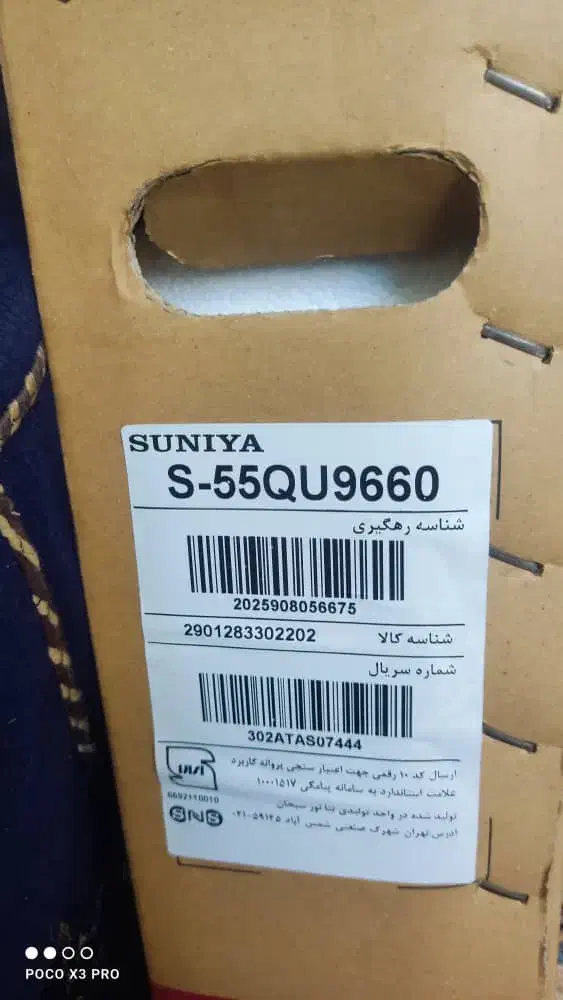 SUNIYA
S-55QU9660
شناسه رهگیری
2025908056675
شناسه کالا 2901283302202
شماره سریال
302ATAS07444
ارسال کد ۱۰ رقمی جهت اعتبار سنجی پروانه کاربرد
علامت استاندارد به سامانه پیامکی ۱۰۰۰۱۵۱۷
6692110010
تولید شده در واحد تولیدی تینا نور سبحان
SNS
آدرس:تهران شهرک صنعتی شمس آباد ۵۹۱۲۵-۰۲۱
POCO X3 PRO